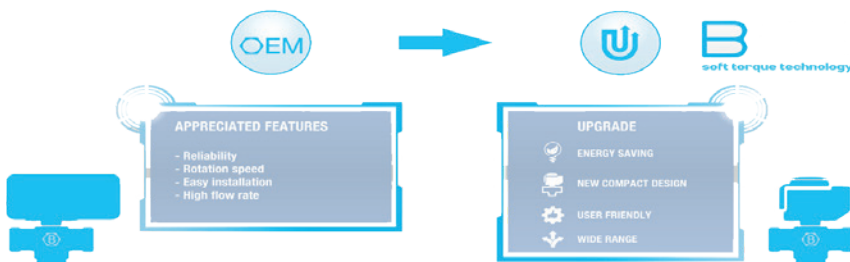 OEM
B
soft torque technology
APPRECIATED FEATURES
- Reliability
- Rotation speed
- Easy installation
- High flow rate
UPGRADE
ENERGY SAVING
NEW COMPACT DESIGN
USER FRIENDLY
WIDE RANGE
B
B